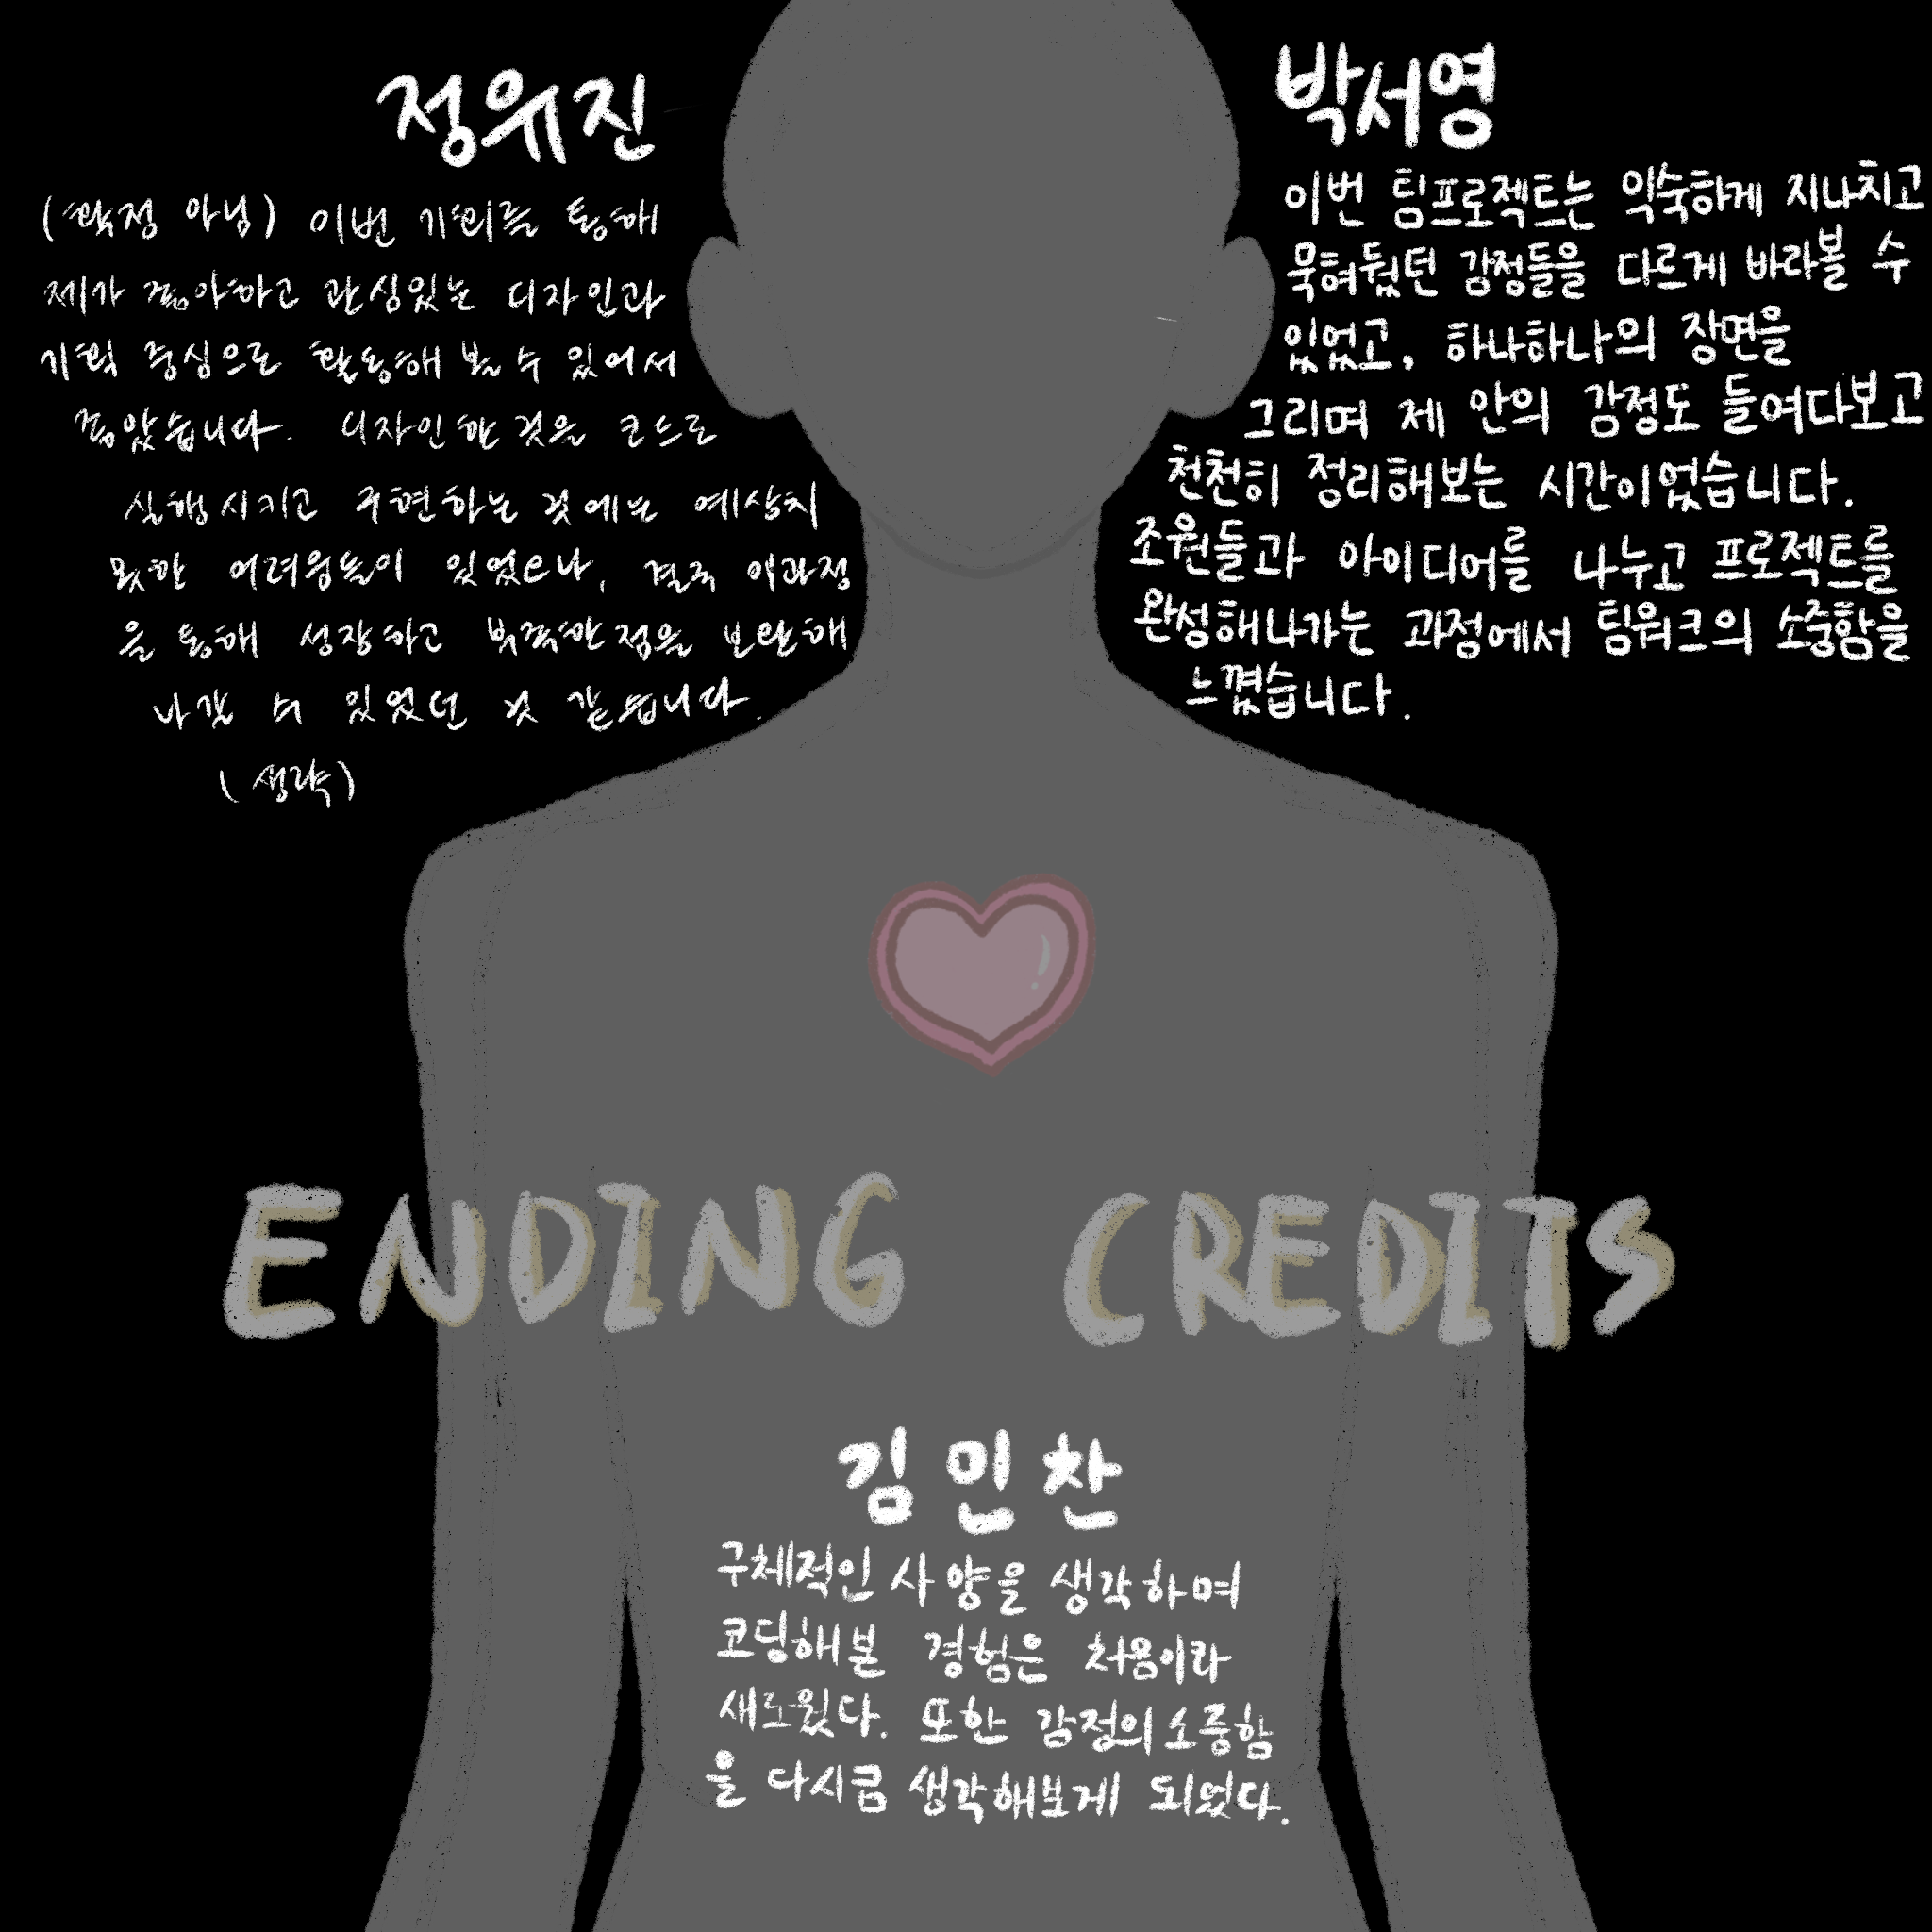 정유진
(확정 아님) 이번 기회를 통해
제가 좋아하고 관심있는 디자인과
기획 중심으로 활동해 볼 수 있어서
좋았습니다. 디자인한 것을 코드로
실행시키고 구현하는 것에는 예상치
못한 어려움들이 있었으나, 결국 이과정
을 통해 성장하고 부족한 점을 보완해
나갈 수 있었던 것 같습니다.
(생략)
박서영
이번 팀프로젝트는 익숙하게 지나치고
묵혀뒀던 감정들을 다르게 바라볼 수
있었고, 하나하나의 장면을
그리며 제 안의 감정도 들여다보고
천천히 정리해보는 시간이었습니다.
조원들과 아이디어를 나누고 프로젝트를
완성해나가는 과정에서 팀워크의 소중함을
느꼈습니다.
ENDING CREDITS
김민찬
구체적인 사양을 생각하며
코딩해본 경험은 처음이라
새로웠다. 또한 감정의 소중함
을 다시금 생각해보게 되었다.